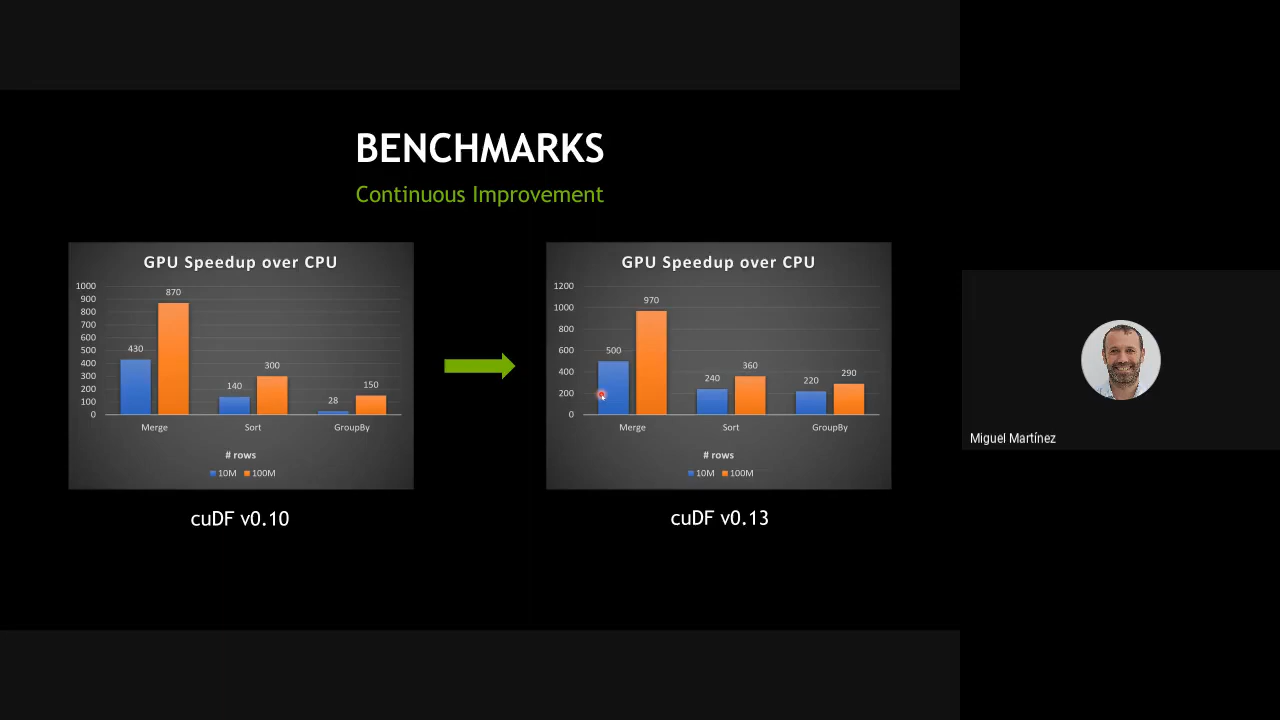 BENCHMARKS
Continuous Improvement
GPU Speedup over CPU
1000
900
800
700
600
500
400
300
200
100
0
430
870
140
300
28
150
Merge
Sort
GroupBy
# rows
10M
100M
cuDF v0.10
GPU Speedup over CPU
1200
1000
800
600
400
200
0
500
970
240
360
220
290
Merge
Sort
GroupBy
# rows
10M
100M
cuDF v0.13
Miguel Martínez